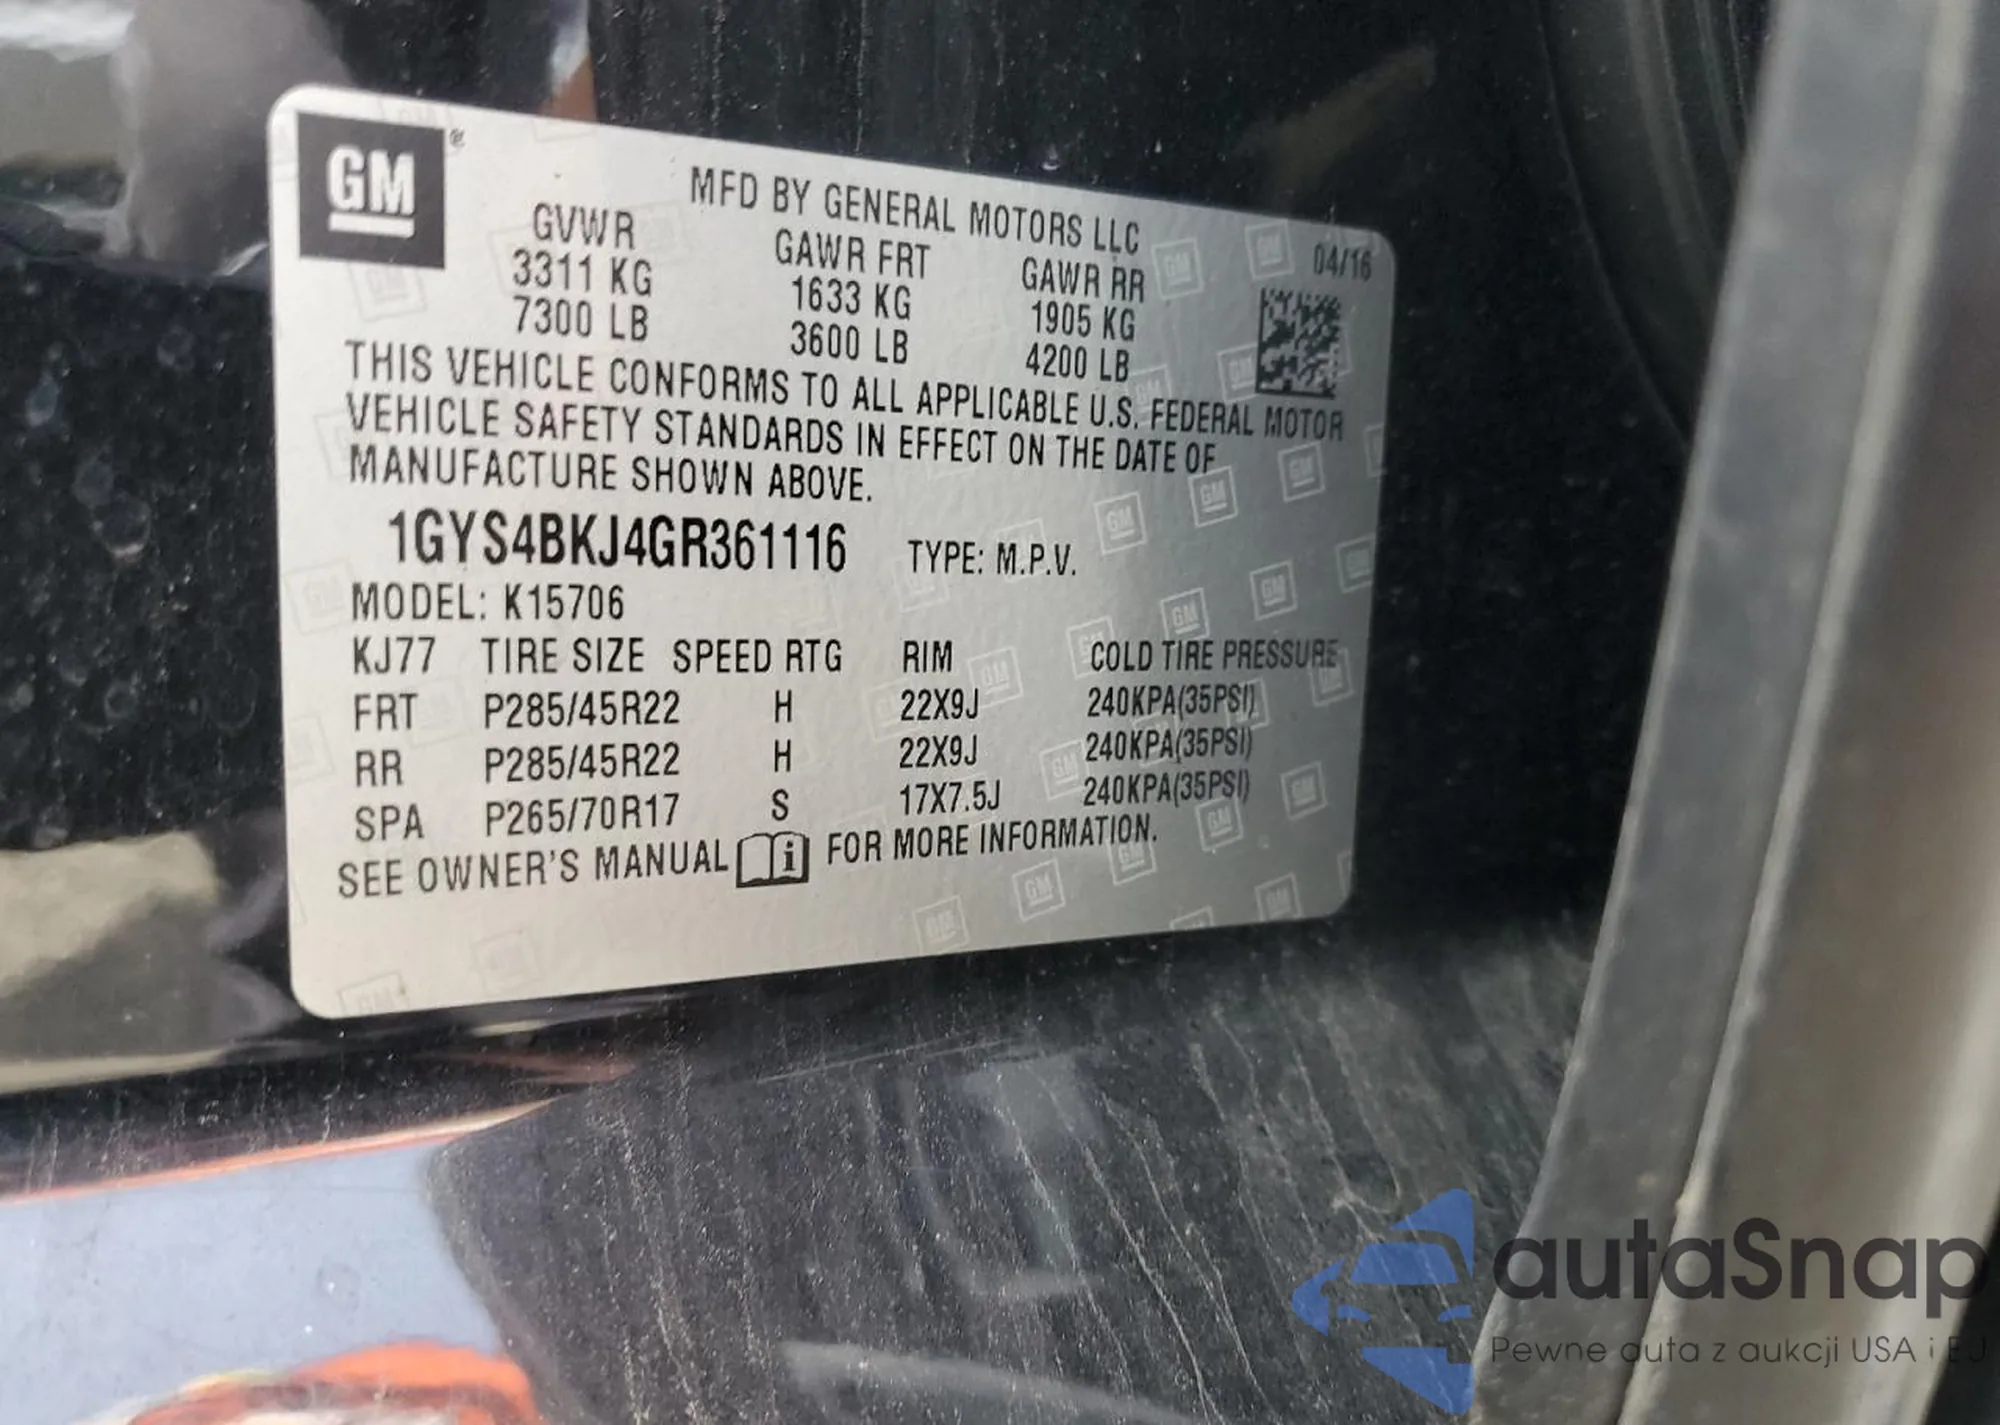 GM®
MFD BY GENERAL MOTORS LLC
04/16
GVWR GAWR FRT GAWR RR
3311 KG 1633 KG 1905 KG
7300 LB 3600 LB 4200 LB
THIS VEHICLE CONFORMS TO ALL APPLICABLE U.S. FEDERAL MOTOR
VEHICLE SAFETY STANDARDS IN EFFECT ON THE DATE OF
MANUFACTURE SHOWN ABOVE.
1GYS4BKJ4GR361116 TYPE: M.P.V.
MODEL: K15706
KJ77 TIRE SIZE SPEED RTG RIM COLD TIRE PRESSURE
FRT P285/45R22 H 22X9J 240KPA(35PSI)
RR P285/45R22 H 22X9J 240KPA(35PSI)
SPA P265/70R17 S 17X7.5J 240KPA(35PSI)
SEE OWNER'S MANUAL i FOR MORE INFORMATION.
autaSnap
Pewne auta z aukcji USA i EU